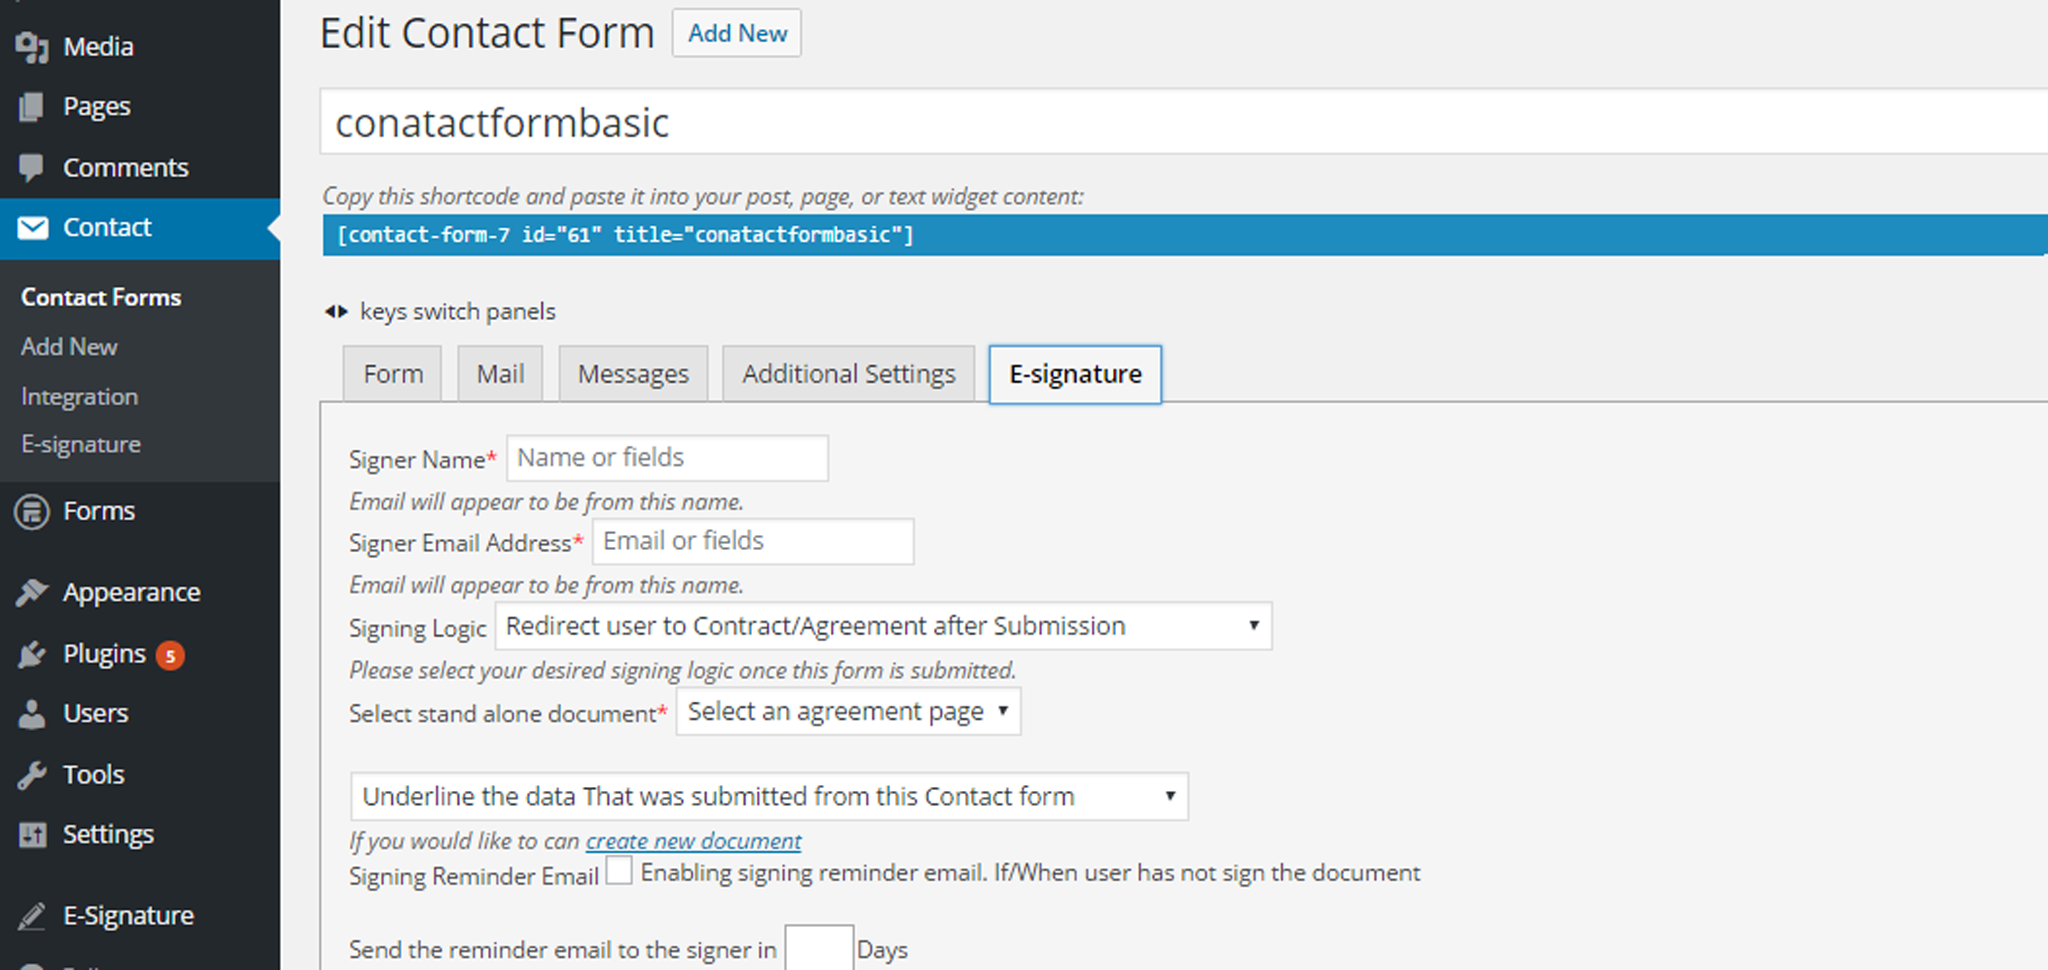 Media
Pages
Comments
Contact
Contact Forms
Add New
Integration
E-signature
Forms
Appearance
Plugins 5
Users
Tools
Settings
E-Signature
Edit Contact Form Add New
conatactformbasic
Copy this shortcode and paste it into your post, page, or text widget content:
[contact-form-7 id="61" title="conatactformbasic"]
keys switch panels
Form Mail Messages Additional Settings E-signature
Signer Name* Name or fields
Email will appear to be from this name.
Signer Email Address* Email or fields
Email will appear to be from this name.
Signing Logic Redirect user to Contract/Agreement after Submission
Please select your desired signing logic once this form is submitted.
Select stand alone document* Select an agreement page
Underline the data That was submitted from this Contact form
If you would like to can create new document
Signing Reminder Email Enabling signing reminder email. If/When user has not sign the document
Send the reminder email to the signer in Days